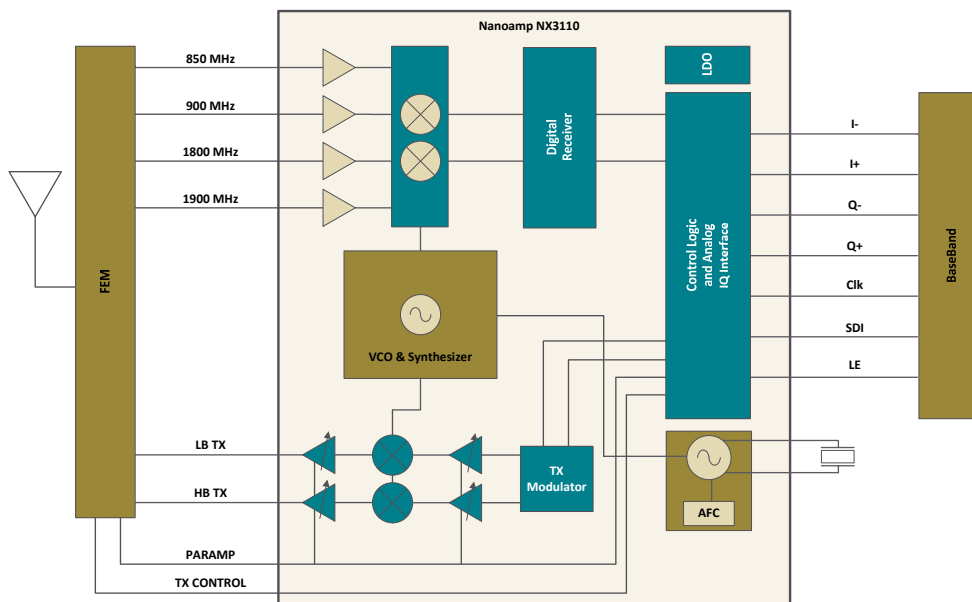 Nanoamp NX3110
850 MHz
900 MHz
1800 MHz
1900 MHz
FEM
Digital
Receiver
LDO
Control Logic
and Analog
IQ Interface
I-
I+
Q-
Q+
Clk
SDI
LE
BaseBand
VCO & Synthesizer
LB TX
HB TX
TX
Modulator
AFC
PARAMP
TX CONTROL